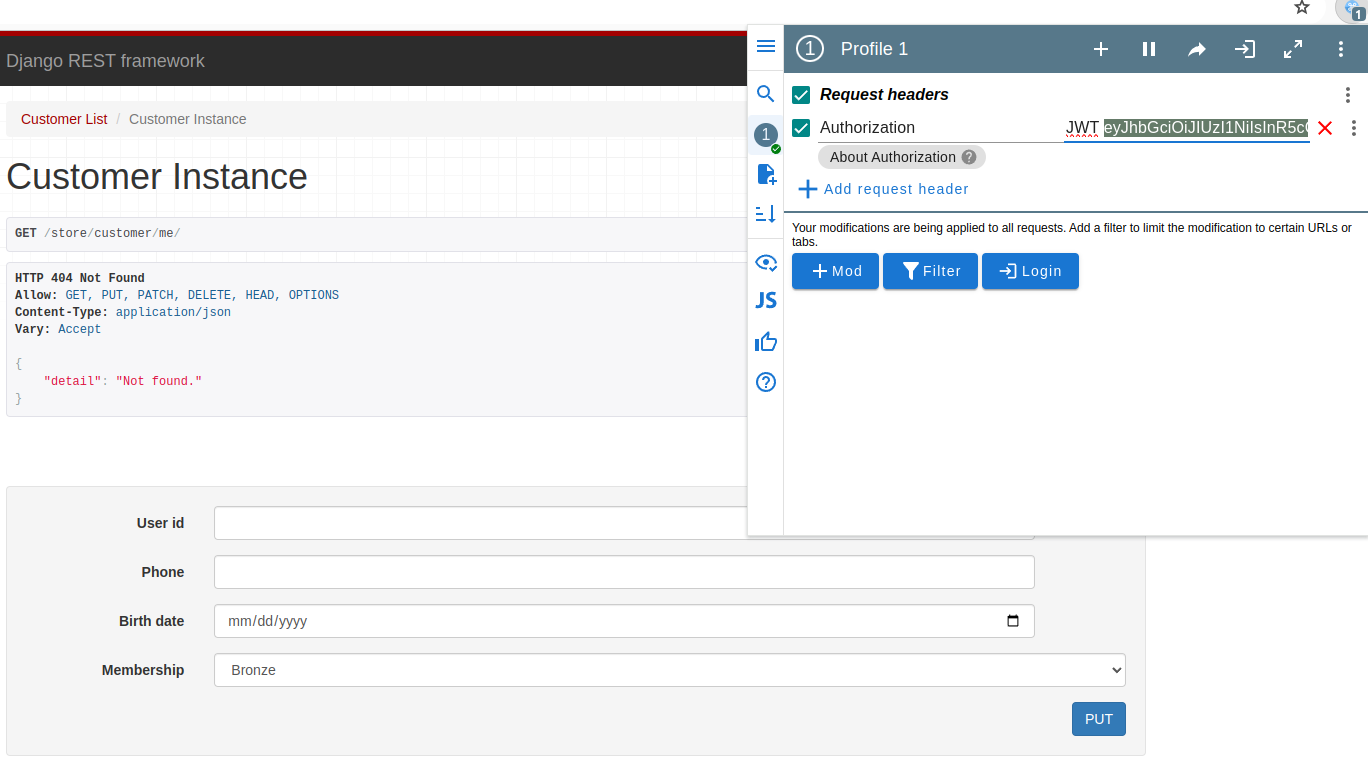 1
Django REST framework
Customer List / Customer Instance
Customer Instance
GET /store/customer/me/
HTTP 404 Not Found
Allow: GET, PUT, PATCH, DELETE, HEAD, OPTIONS
Content-Type: application/json
Vary: Accept
{
"detail": "Not found."
}
User id
Phone
Birth date
mm/dd/yyyy
Membership
Bronze
PUT
1
JS
1 Profile 1
Request headers
Authorization
JWT
About Authorization ?
Add request header
Your modifications are being applied to all requests. Add a filter to limit the modification to certain URLs or
tabs.
Mod
Filter
Login